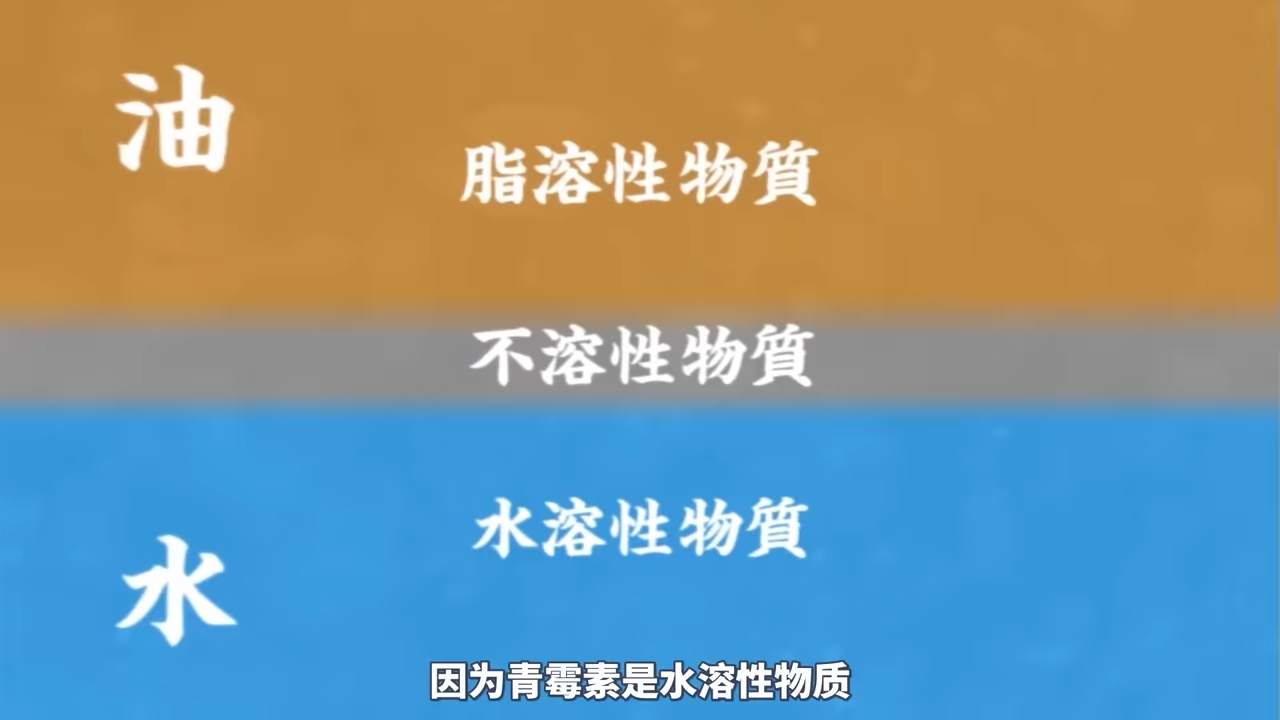 油
脂溶性物質
不溶性物質
水溶性物質
水
因为青霉素是水溶性物质